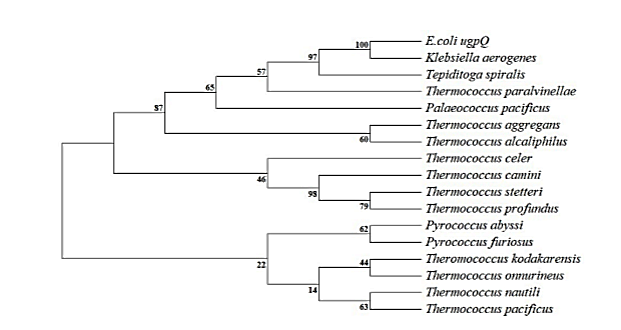 100
E.coli ugpQ
97
Klebsiella aerogenes
57
Tepiditoga spiralis
65
Thermococcus paralvinellae
87
Palaeococcus pacificus
Thermococcus aggregans
60
Thermococcus alcaliphilus
Thermococcus celer
46
Thermococcus camini
98
Thermococcus stetteri
79
Thermococcus profundus
62
Pyrococcus abyssi
Pyrococcus furiosus
22
44
Theromococcus kodakarensis
Thermococcus onnurineus
14
Thermococcus nautili
63
Thermococcus pacificus